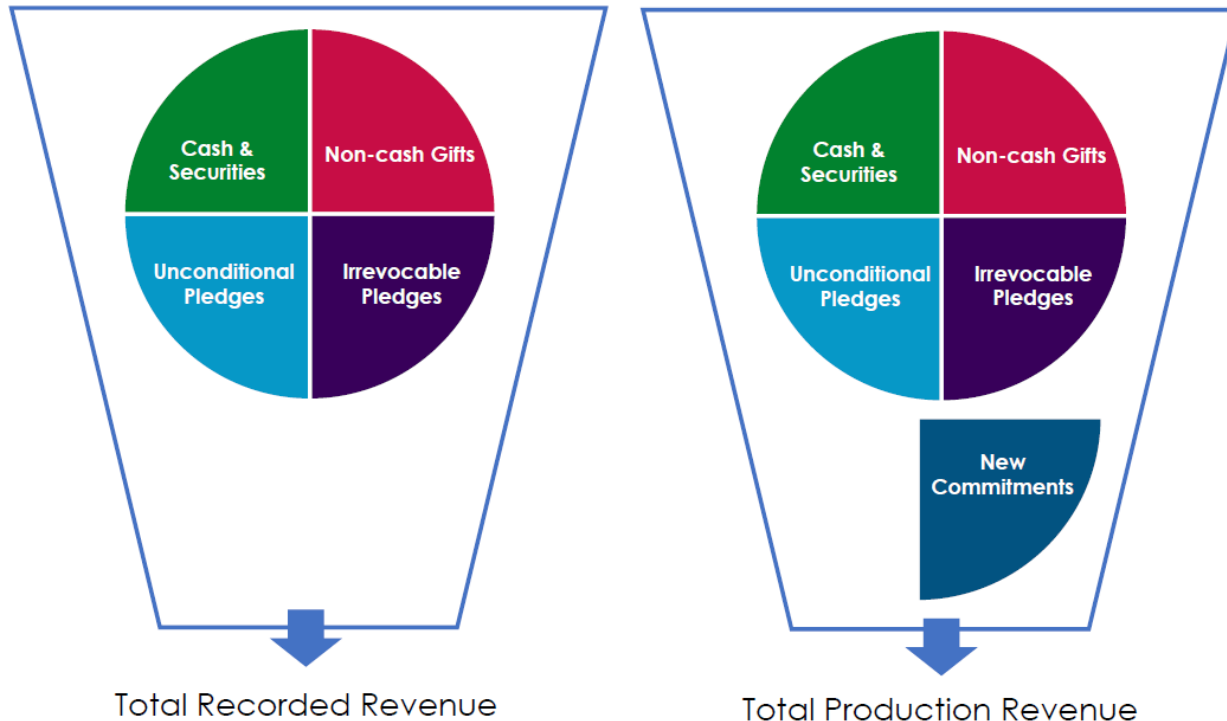 Cash &
Securities
Non-cash Gifts
Unconditional
Pledges
Irrevocable
Pledges
Total Recorded Revenue
Cash &
Securities
Non-cash Gifts
Unconditional
Pledges
Irrevocable
Pledges
New
Commitments
Total Production Revenue